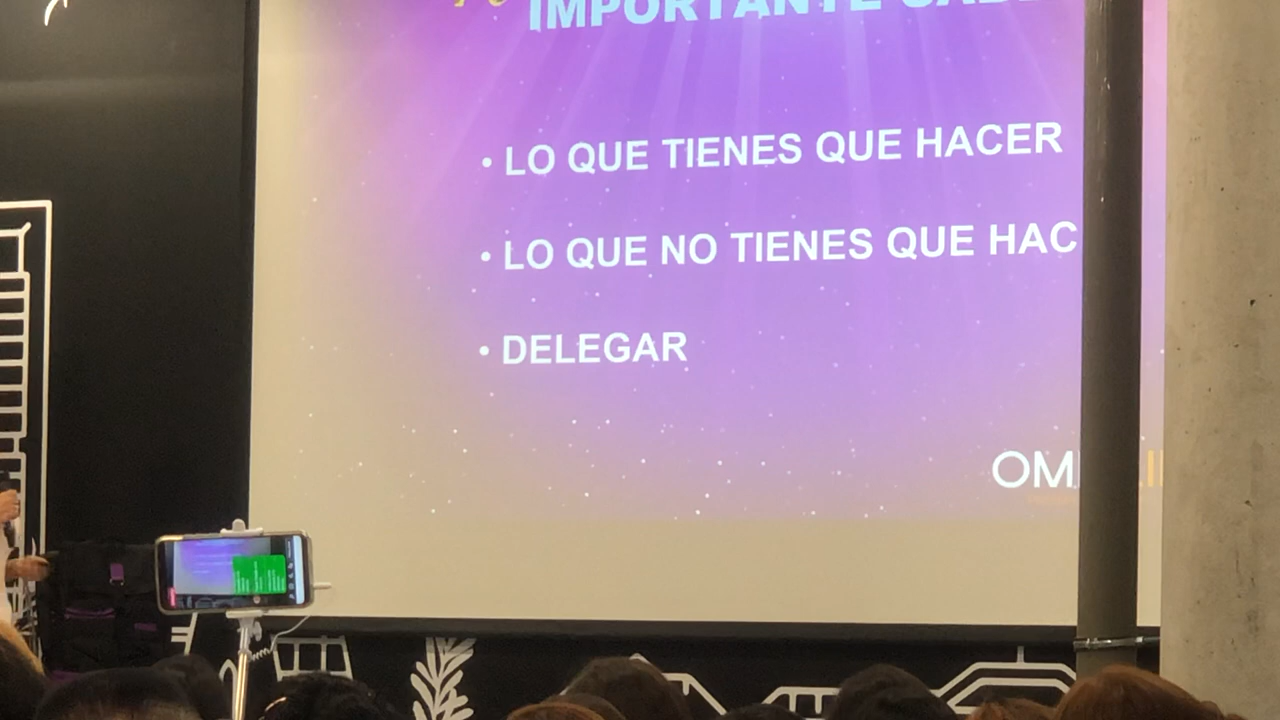 IMPORTANTE
• LO QUE TIENES QUE HACER
• LO QUE NO TIENES QUE HAC
• DELEGAR